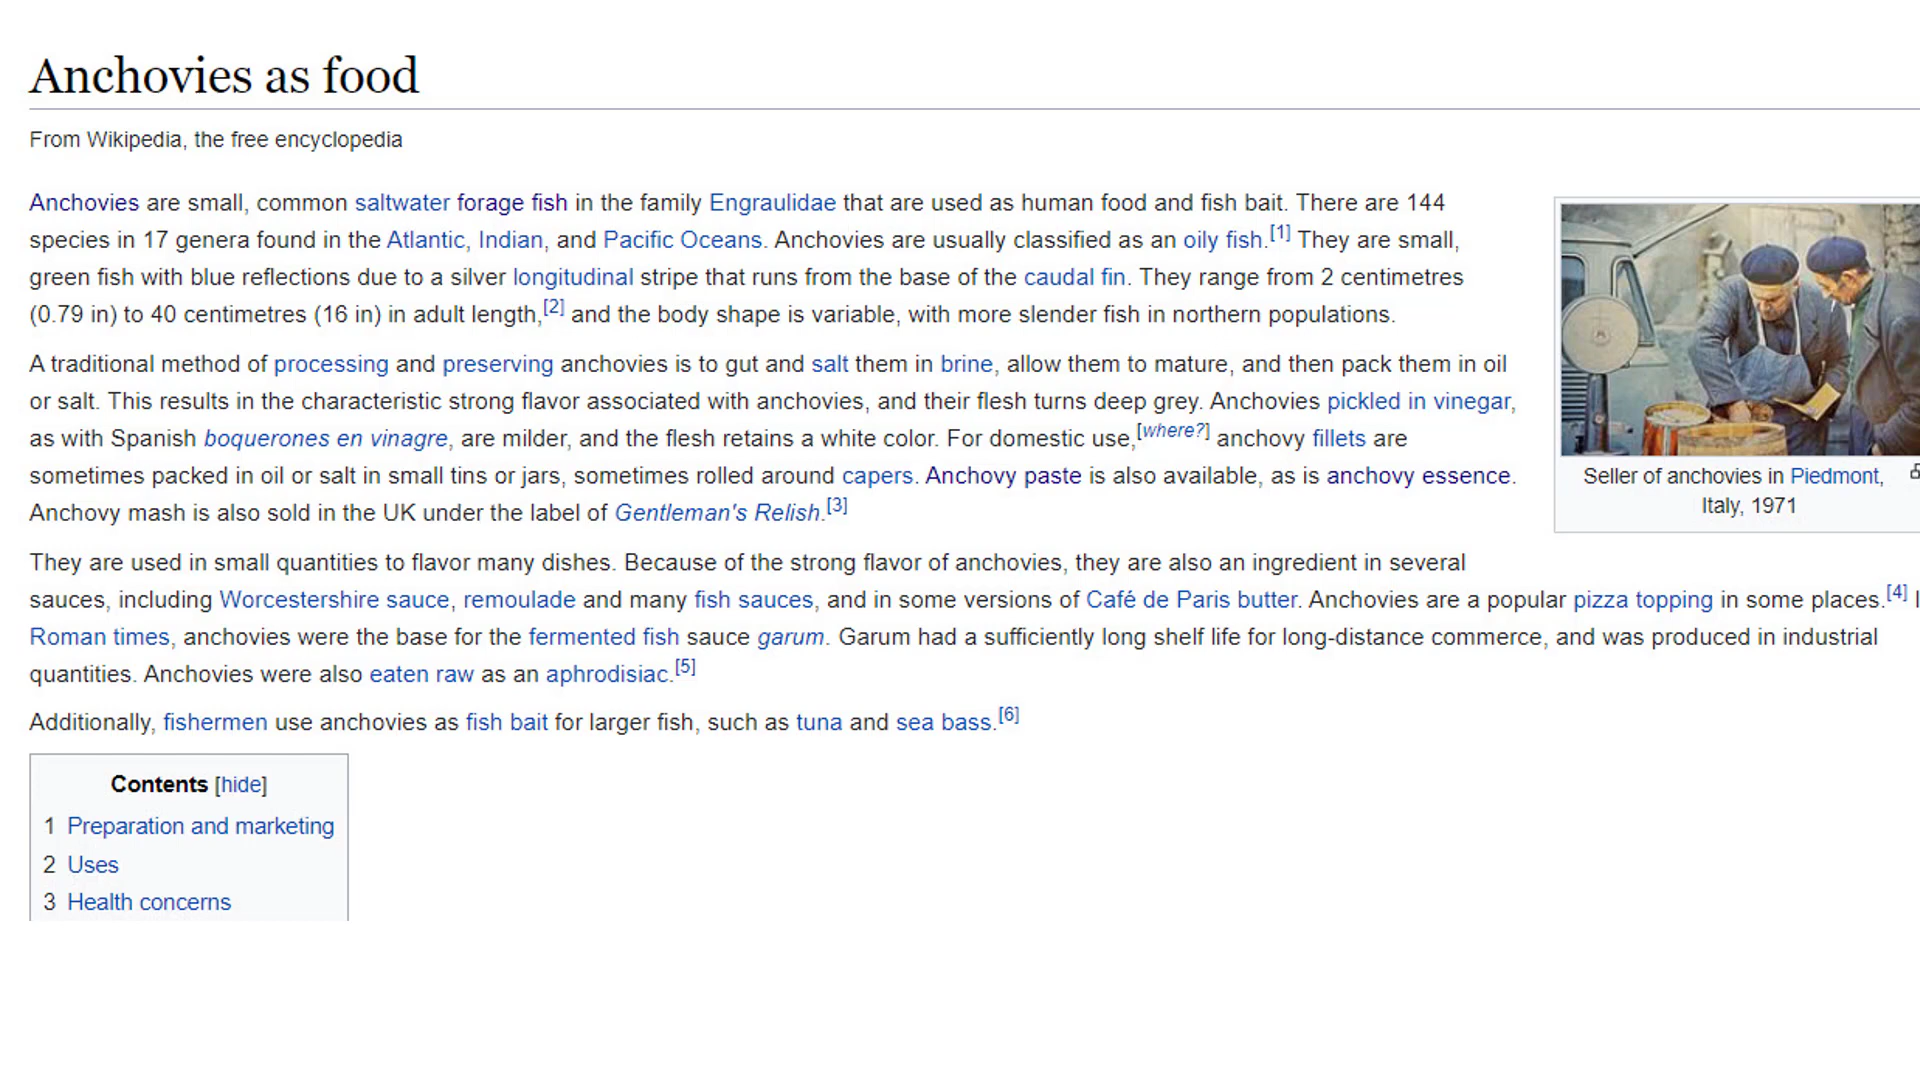 Anchovies as food
From Wikipedia, the free encyclopedia
Anchovies are small, common saltwater forage fish in the family Engraulidae that are used as human food and fish bait. There are 144
species in 17 genera found in the Atlantic, Indian, and Pacific Oceans. Anchovies are usually classified as an oily fish.[1] They are small,
green fish with blue reflections due to a silver longitudinal stripe that runs from the base of the caudal fin. They range from 2 centimetres
(0.79 in) to 40 centimetres (16 in) in adult length,[2] and the body shape is variable, with more slender fish in northern populations.
A traditional method of processing and preserving anchovies is to gut and salt them in brine, allow them to mature, and then pack them in oil
or salt. This results in the characteristic strong flavor associated with anchovies, and their flesh turns deep grey. Anchovies pickled in vinegar,
as with Spanish boquerones en vinagre, are milder, and the flesh retains a white color. For domestic use,[where?] anchovy fillets are
sometimes packed in oil or salt in small tins or jars, sometimes rolled around capers. Anchovy paste is also available, as is anchovy essence.
Anchovy mash is also sold in the UK under the label of Gentleman's Relish.[3]
Seller of anchovies in Piedmont,
Italy, 1971
They are used in small quantities to flavor many dishes. Because of the strong flavor of anchovies, they are also an ingredient in several
sauces, including Worcestershire sauce, remoulade and many fish sauces, and in some versions of Café de Paris butter. Anchovies are a popular pizza topping in some places.[4]
Roman times, anchovies were the base for the fermented fish sauce garum. Garum had a sufficiently long shelf life for long-distance commerce, and was produced in industrial
quantities. Anchovies were also eaten raw as an aphrodisiac.[5]
Additionally, fishermen use anchovies as fish bait for larger fish, such as tuna and sea bass.[6]
Contents [hide]
1 Preparation and marketing
2 Uses
3 Health concerns